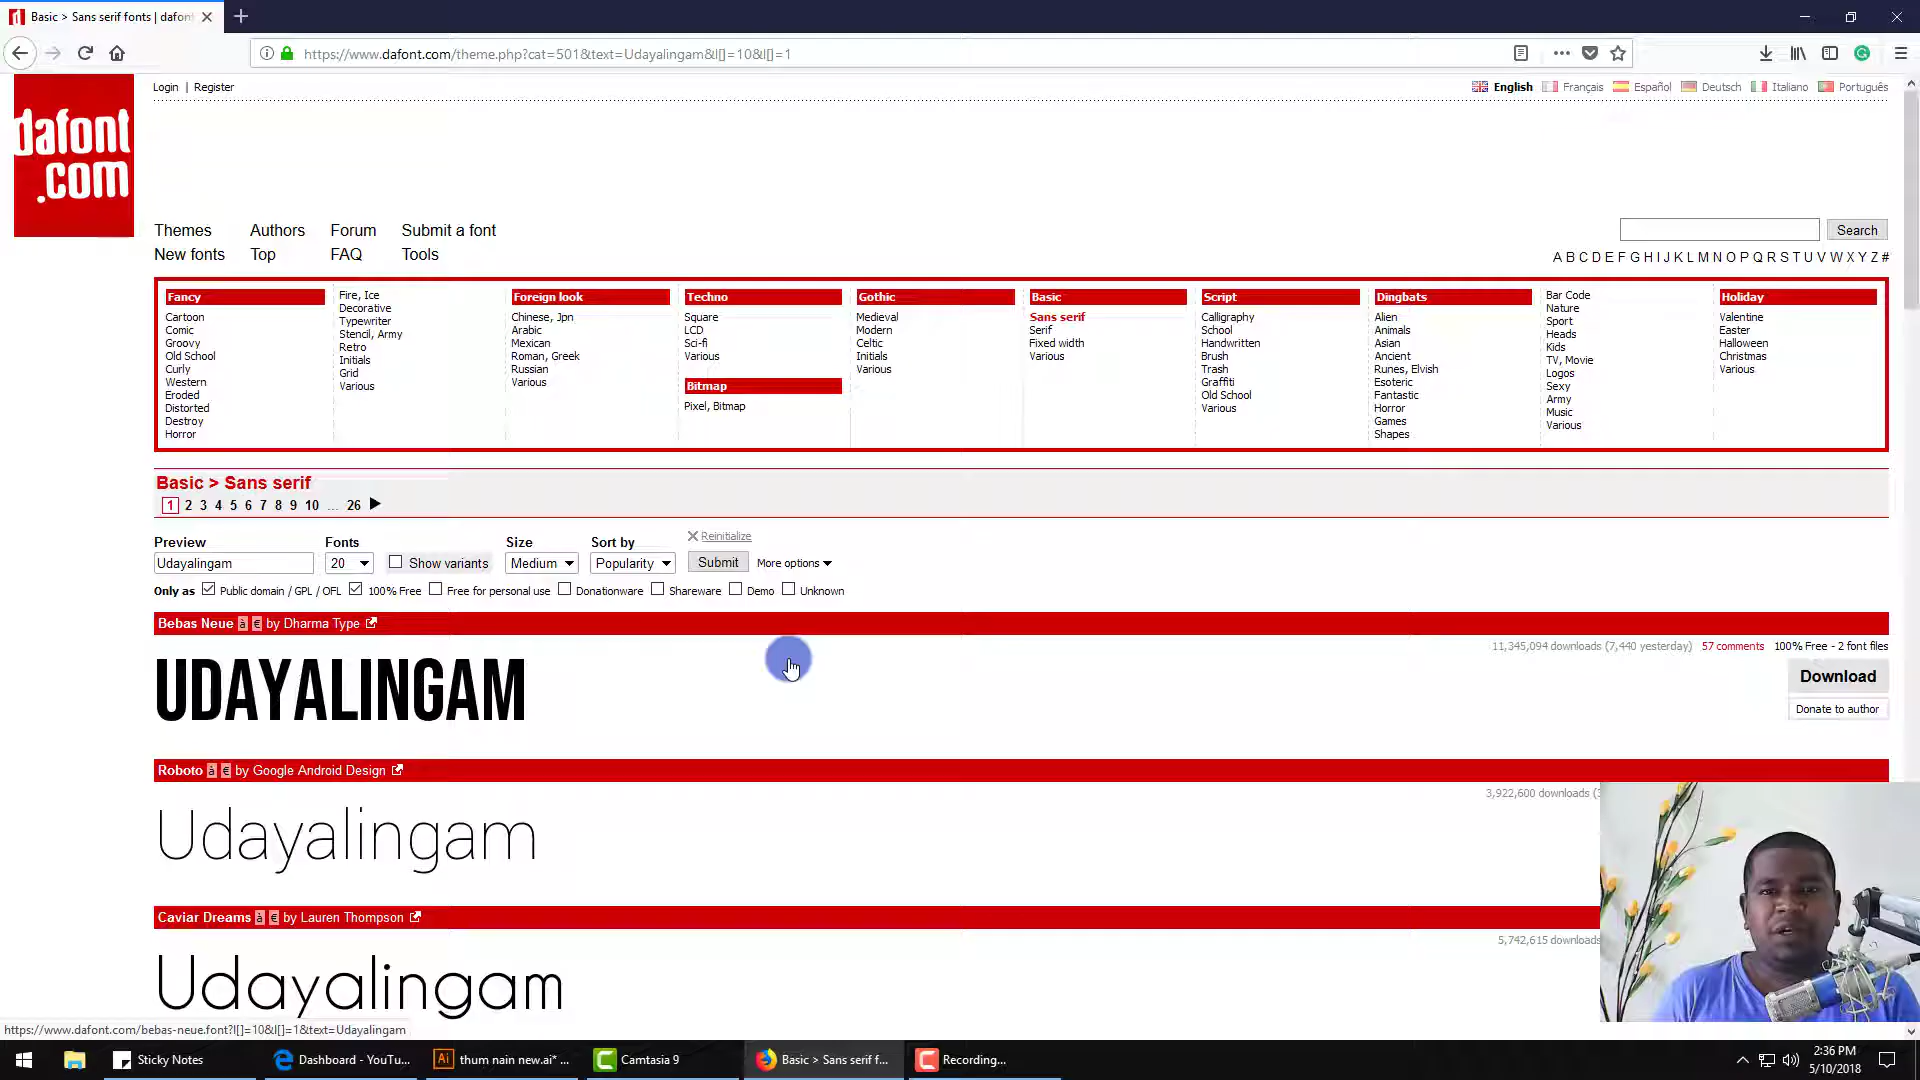 Basic > Sans serif fonts | dafont
https://www.dafont.com/theme.php?cat=501&text=Udayalingam&l[]=10&l[]=1
dafont
.com
Login | Register
English Français Español Deutsch Italiano Português
Themes Authors Forum Submit a font
New fonts Top FAQ Tools
Search
A B C D E F G H I J K L M N O P Q R S T U V W X Y Z #
Fancy
Cartoon
Comic
Groovy
Old School
Curly
Western
Eroded
Distorted
Destroy
Horror
Fire, Ice
Decorative
Typewriter
Stencil, Army
Retro
Initials
Grid
Various
Foreign look
Chinese, Jpn
Arabic
Mexican
Roman, Greek
Russian
Various
Techno
Square
LCD
Sci-fi
Various
Bitmap
Pixel, Bitmap
Gothic
Medieval
Modern
Celtic
Initials
Various
Basic
Sans serif
Serif
Fixed width
Various
Script
Calligraphy
School
Handwritten
Brush
Trash
Graffiti
Old School
Various
Dingbats
Alien
Animals
Asian
Ancient
Runes, Elvish
Esoteric
Fantastic
Horror
Games
Shapes
Bar Code
Nature
Sport
Heads
Kids
TV, Movie
Logos
Sexy
Army
Music
Various
Holiday
Valentine
Easter
Halloween
Christmas
Various
Basic > Sans serif
1 2 3 4 5 6 7 8 9 10 ... 26
Preview Fonts Size Sort by Reinitialize
Udayalingam 20 Show variants Medium Popularity Submit More options
Only as Public domain / GPL / OFL 100% Free Free for personal use Donationware Shareware Demo Unknown
Bebas Neue à € by Dharma Type
11,345,094 downloads (7,440 yesterday) 57 comments 100% Free - 2 font files
UDAYALINGAM
Download
Donate to author
Roboto à € by Google Android Design
3,922,600 downloads
Udayalingam
Caviar Dreams à € by Lauren Thompson
5,742,615 downloads
Udayalingam
https://www.dafont.com/bebas-neue.font?l[]=10&l[]=1&text=Udayalingam
Sticky Notes Dashboard - YouTu... Ai thum nain new.ai* ... Camtasia 9 Basic > Sans serif f... Recording...
2:36 PM
5/10/2018